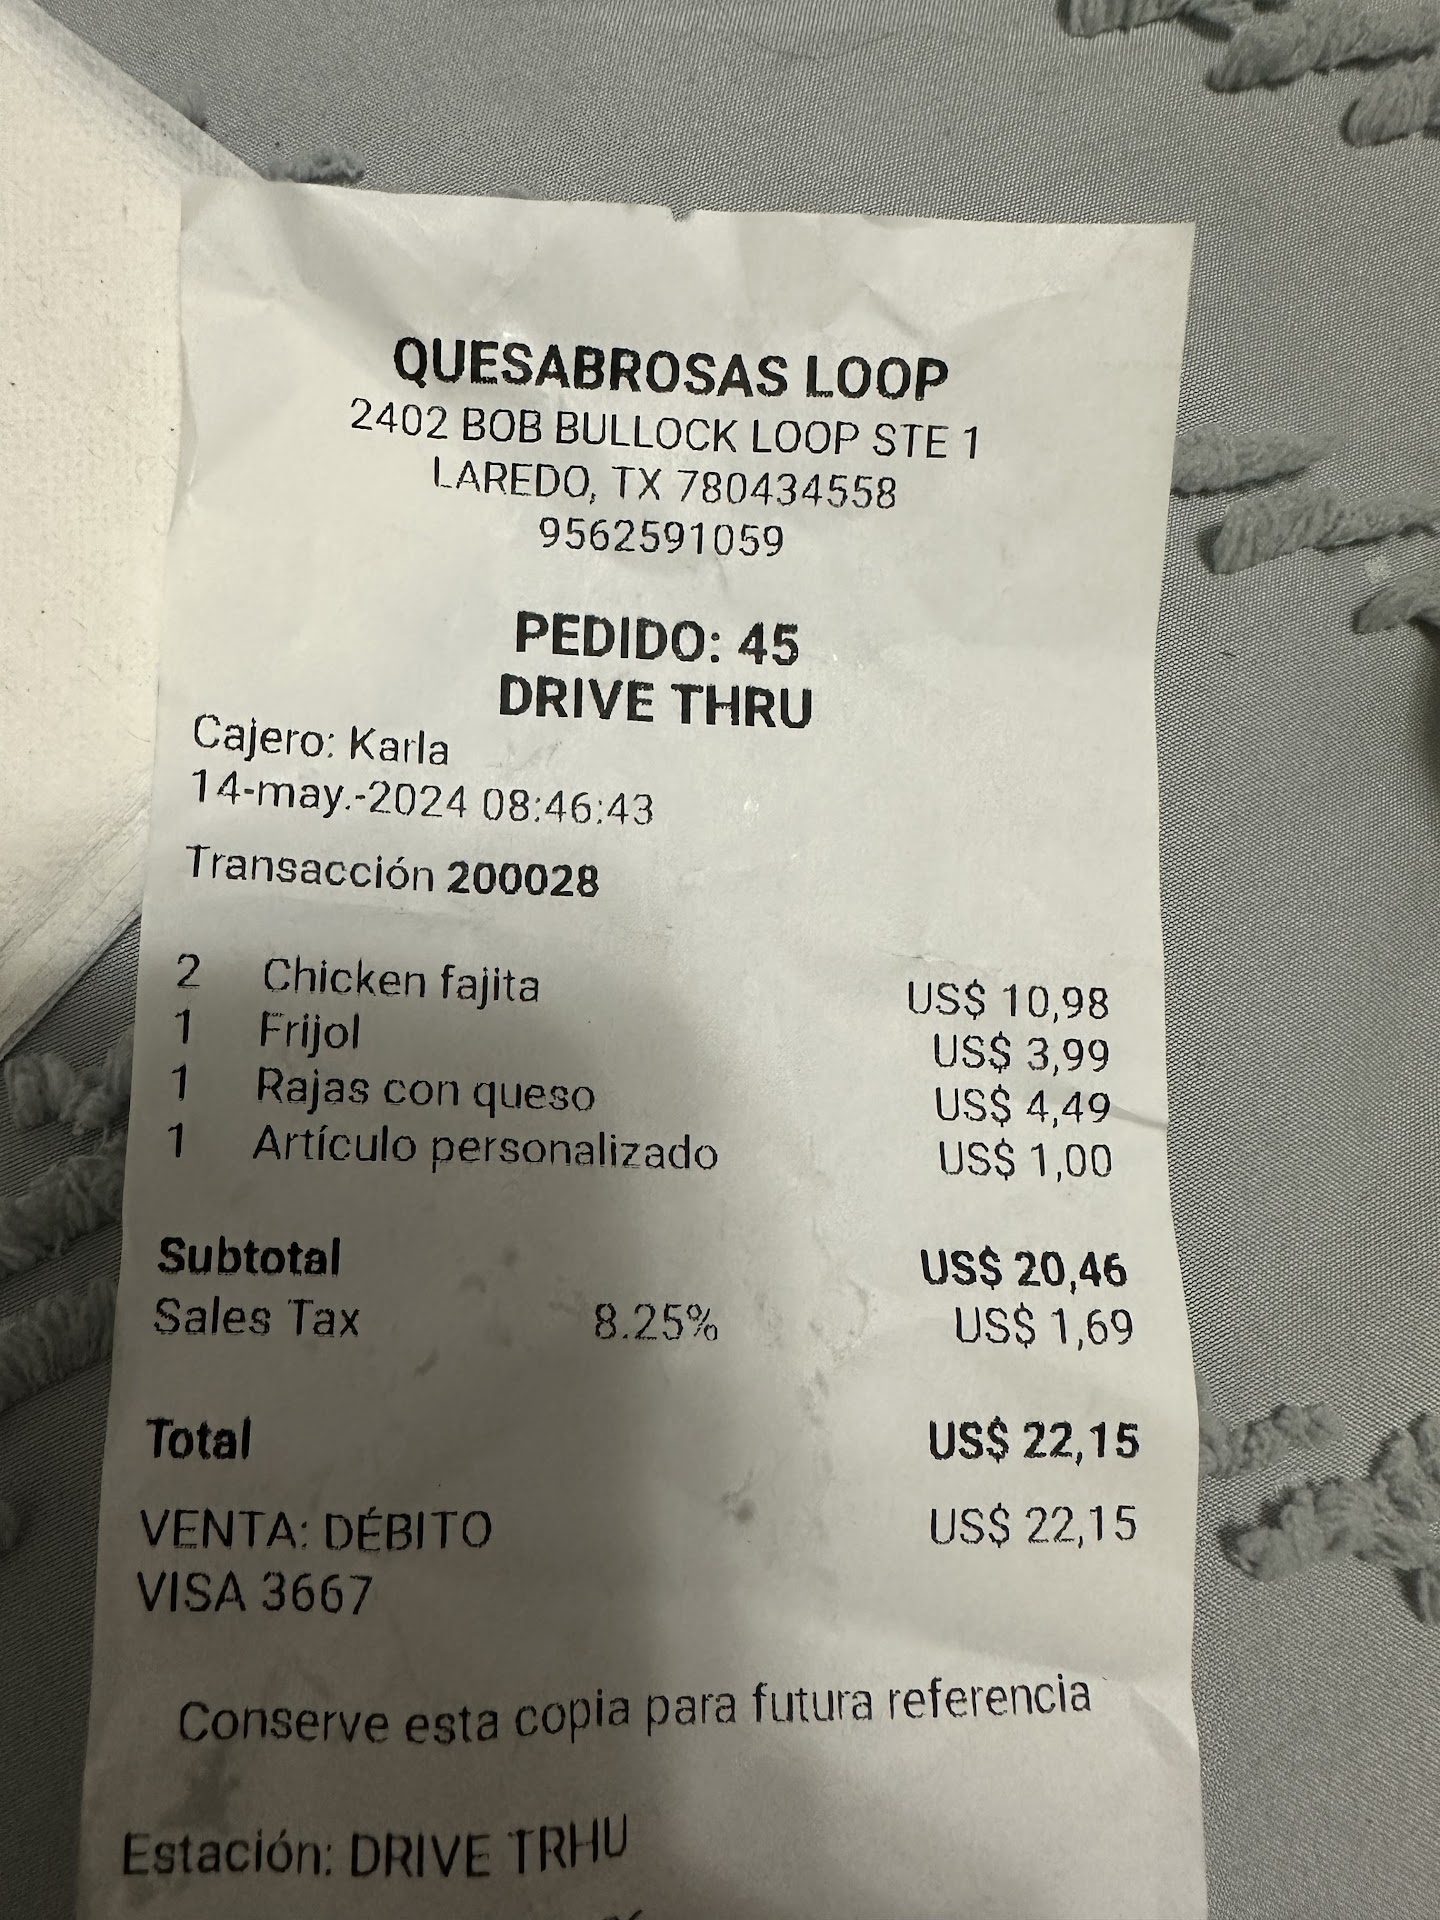 QUESABROSAS LOOP
2402 BOB BULLOCK LOOP STE 1
LAREDO, TX 780434558
9562591059
PEDIDO: 45
DRIVE THRU
Cajero: Karla
14-may.-2024 08:46:43
Transacción 200028
2 Chicken fajita US$ 10,98
1 Frijol US$ 3,99
1 Rajas con queso US$ 4,49
1 Artículo personalizado US$ 1,00
Subtotal US$ 20,46
Sales Tax 8.25% US$ 1,69
Total US$ 22,15
VENTA: DÉBITO US$ 22,15
VISA 3667
Conserve esta copia para futura referencia
Estación: DRIVE TRHU